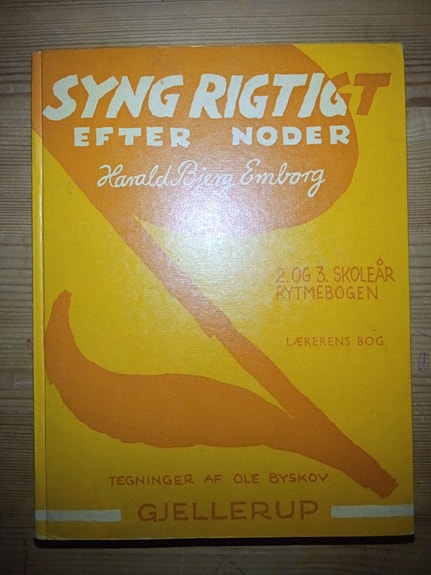 SYNG RIGTIGT
EFTER NODER
Harald Bjerg Emborg
2. OG 3. SKOLEÅR
RYTMEBOGEN
LÆRERENS BOG
TEGNINGER AF OLE BYSKOV
GJELLERUP